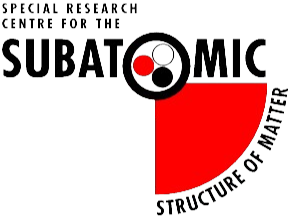 SPECIAL RESEARCH
CENTRE FOR THE
SUBATOMIC
STRUCTURE OF MATTER